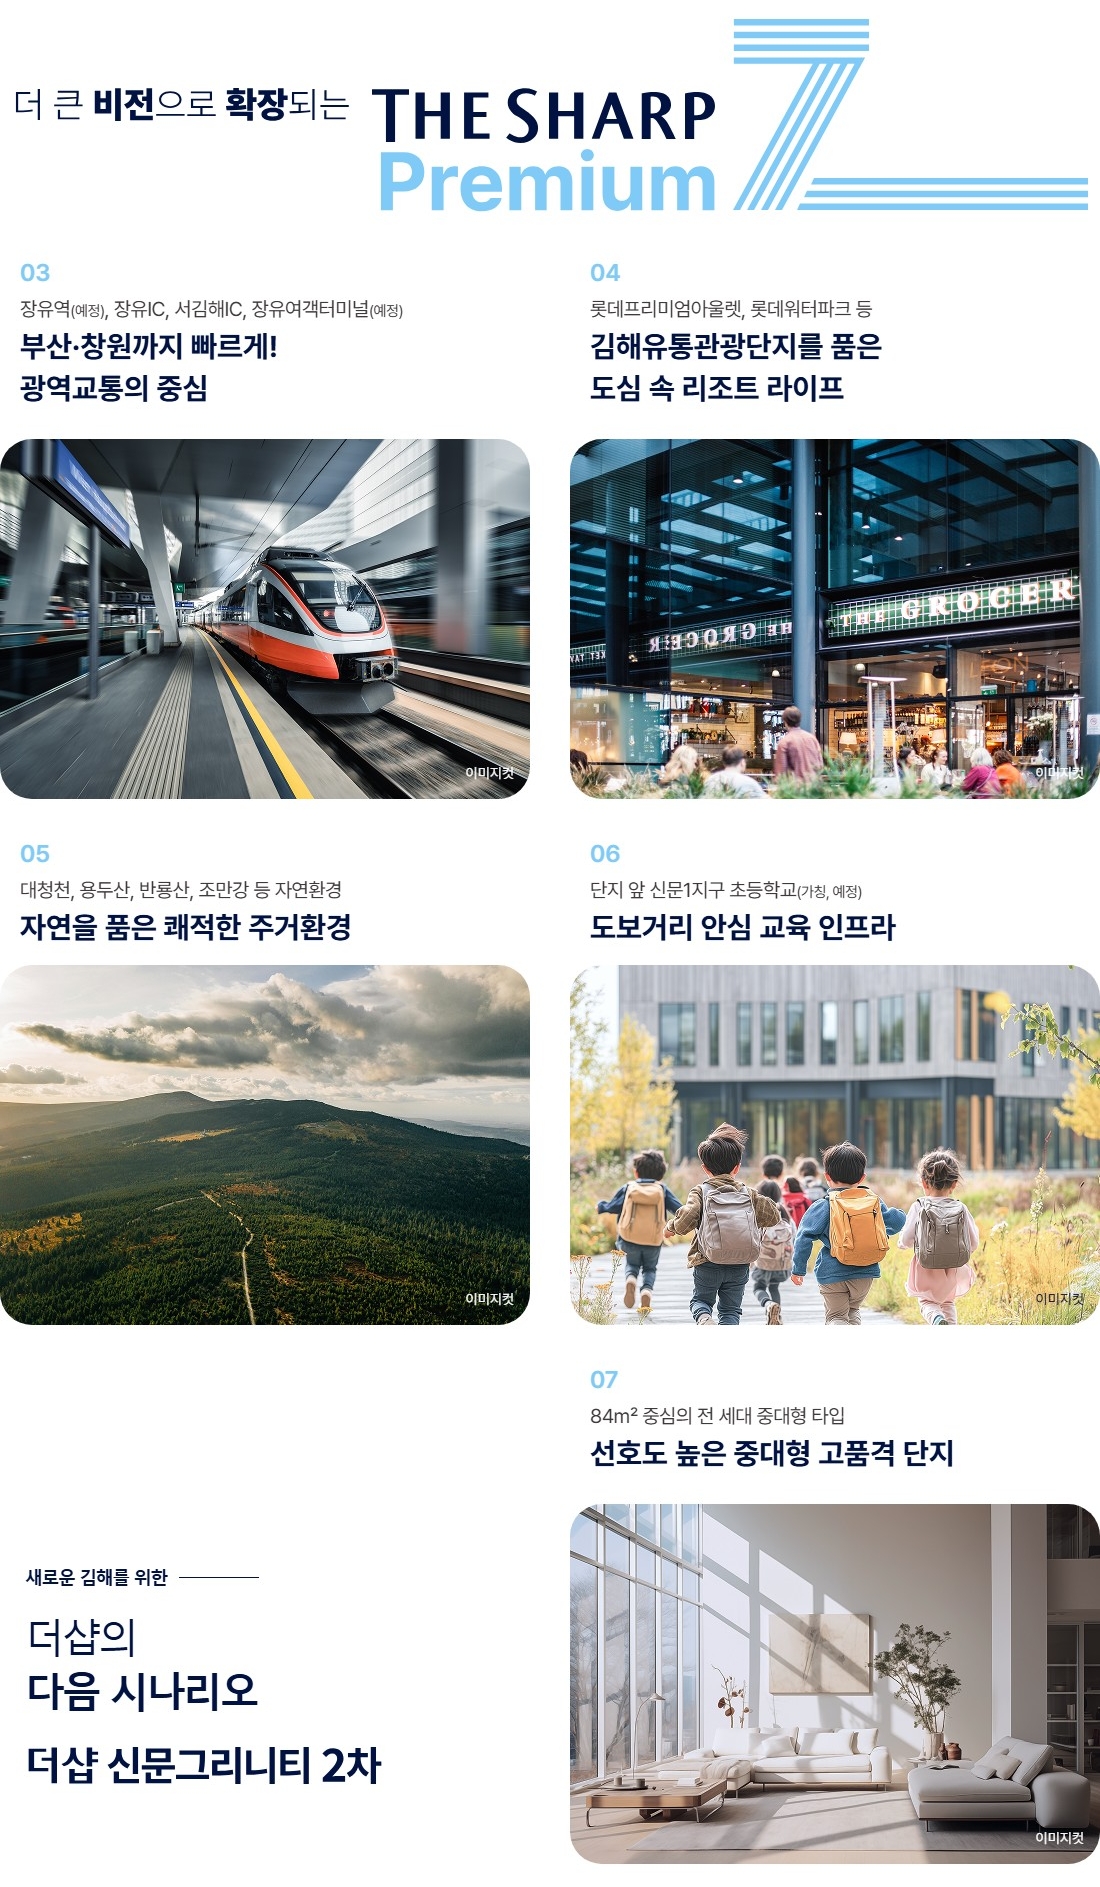 더 큰 비전으로 확장되는
THE SHARP
Premium 7
03
장유역(예정), 장유IC, 서김해IC, 장유여객터미널(예정)
부산·창원까지 빠르게!
광역교통의 중심
04
롯데프리미엄아울렛, 롯데워터파크 등
김해유통관광단지를 품은
도심 속 리조트 라이프
이미지컷
THE GROCER
THE GROCER
LEON
이미지컷
05
대청천, 용두산, 반룡산, 조만강 등 자연환경
자연을 품은 쾌적한 주거환경
06
단지 앞 신문1지구 초등학교(가칭, 예정)
도보거리 안심 교육 인프라
이미지컷
이미지컷
07
84m² 중심의 전 세대 중대형 타입
선호도 높은 중대형 고품격 단지
새로운 김해를 위한
더샵의
다음 시나리오
더샵 신문그리니티 2차
이미지컷